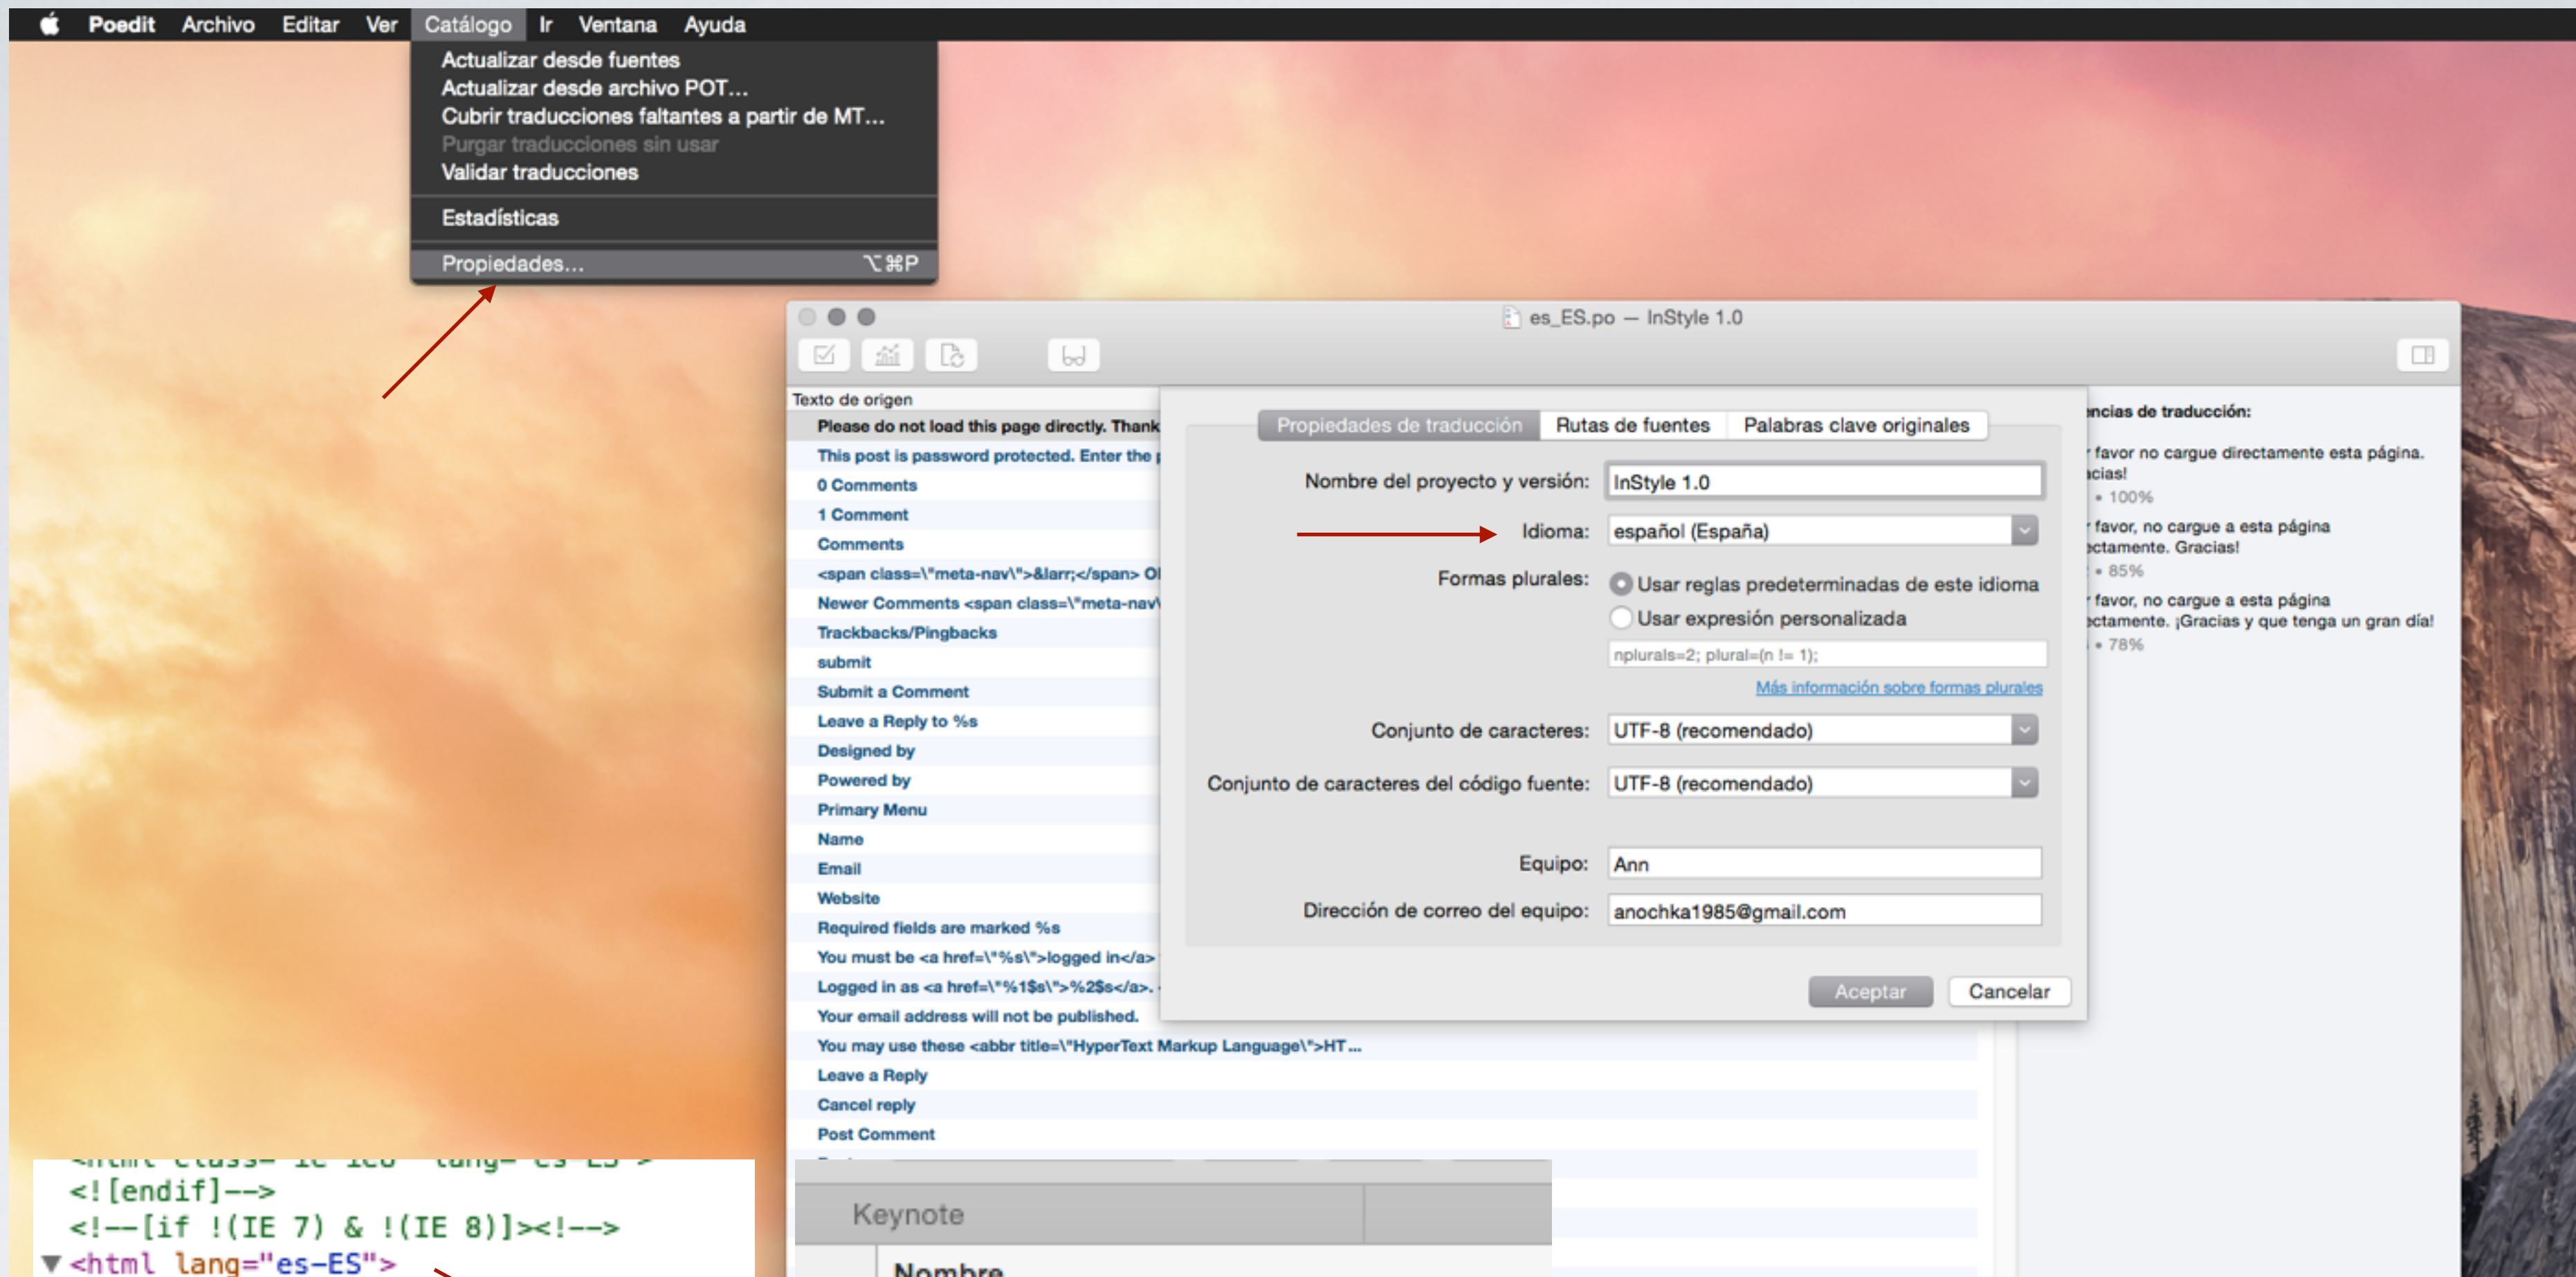 Poedit Archivo Editar Ver Catálogo Ir Ventana Ayuda
Actualizar desde fuentes
Actualizar desde archivo POT...
Cubrir traducciones faltantes a partir de MT...
Purgar traducciones sin usar
Validar traducciones
Estadísticas
Propiedades... ⌥⌘P
es_ES.po — InStyle 1.0
Texto de origen
Please do not load this page directly. Thank
This post is password protected. Enter the
0 Comments
1 Comment
Comments
<span class=\"meta-nav\">&larr;</span> Ol
Newer Comments <span class=\"meta-nav\
Trackbacks/Pingbacks
submit
Submit a Comment
Leave a Reply to %s
Designed by
Powered by
Primary Menu
Name
Email
Website
Required fields are marked %s
You must be <a href=\"%s\">logged in</a>
Logged in as <a href=\"%1$s\">%2$s</a>.
Your email address will not be published.
You may use these <abbr title=\"HyperText Markup Language\">HT...
Leave a Reply
Cancel reply
Post Comment
Propiedades de traducción Rutas de fuentes Palabras clave originales
Nombre del proyecto y versión: InStyle 1.0
Idioma: español (España)
Formas plurales: Usar reglas predeterminadas de este idioma
Usar expresión personalizada
nplurals=2; plural=(n != 1);
Más información sobre formas plurales
Conjunto de caracteres: UTF-8 (recomendado)
Conjunto de caracteres del código fuente: UTF-8 (recomendado)
Equipo: Ann
Dirección de correo del equipo: anochka1985@gmail.com
Aceptar Cancelar
encias de traducción:
favor no cargue directamente esta página.
acias!
• 100%
favor, no cargue a esta página
ectamente. Gracias!
• 85%
favor, no cargue a esta página
ectamente. ¡Gracias y que tenga un gran día!
• 78%
<![endif]-->
<!--[if !(IE 7) & !(IE 8)]><!-->
<html lang="es-ES">
Keynote
Nombre